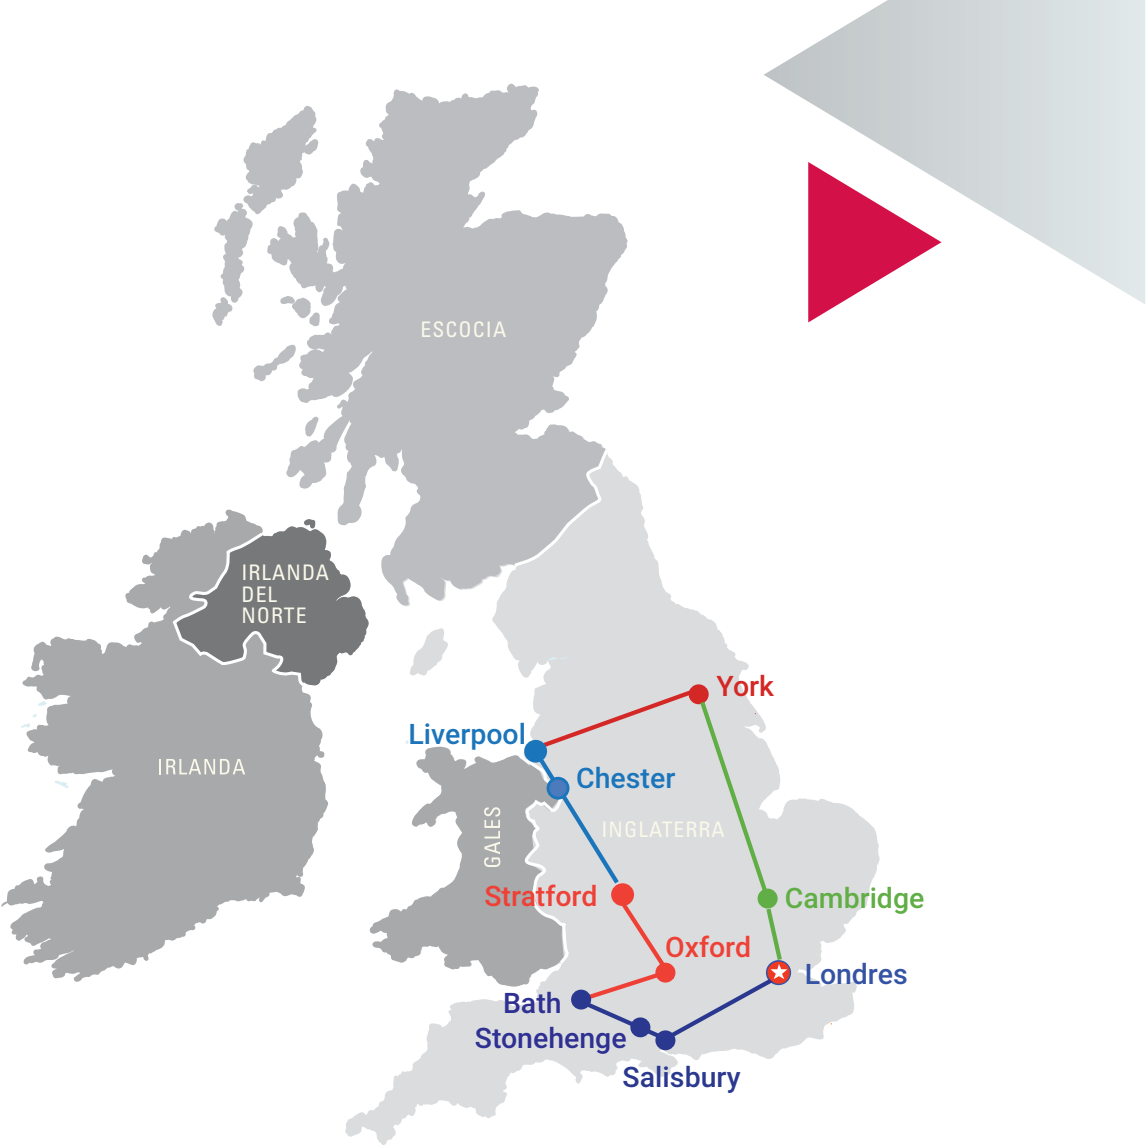 ESCOCIA
IRLANDA
DEL
NORTE
York
Liverpool
IRLANDA
Chester
GALES
INGLATERRA
Stratford
Cambridge
Oxford
Londres
Bath
Stonehenge
Salisbury